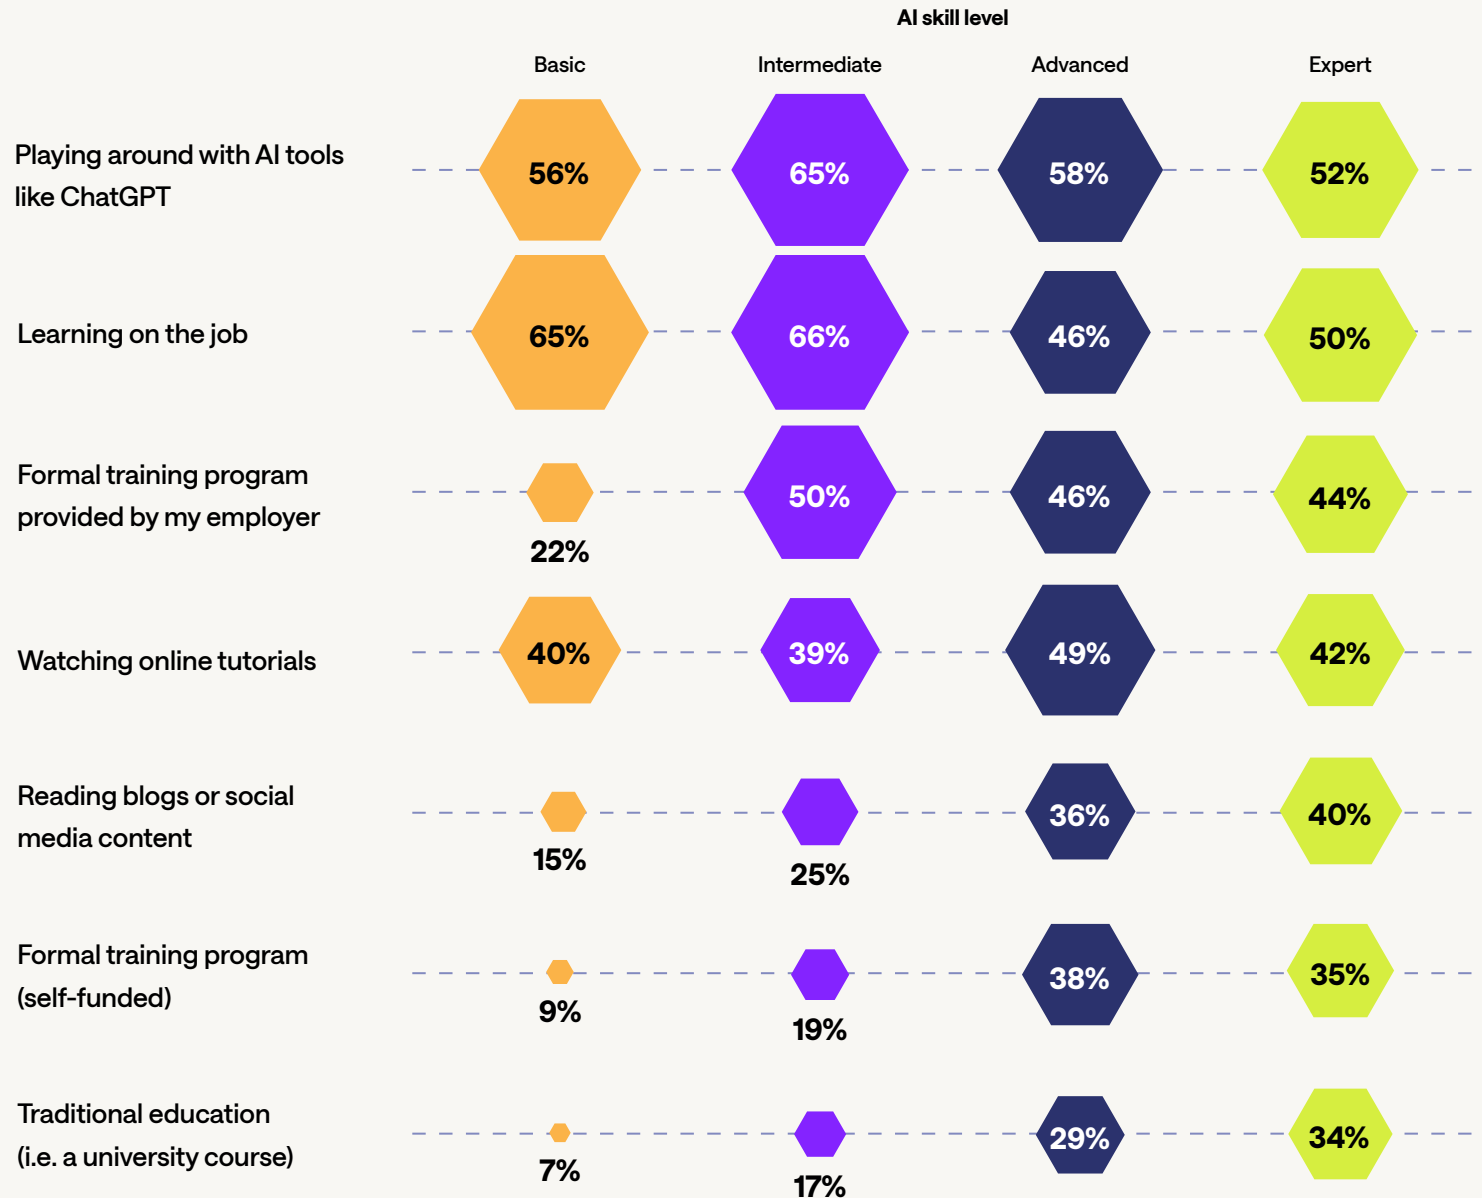 AI skill level
Basic Intermediate Advanced Expert
Playing around with AI tools
like ChatGPT
56% 65% 58% 52%
Learning on the job
65% 66% 46% 50%
Formal training program
provided by my employer
22% 50% 46% 44%
Watching online tutorials
40% 39% 49% 42%
Reading blogs or social
media content
15% 25% 36% 40%
Formal training program
(self-funded)
9% 19% 38% 35%
Traditional education
(i.e. a university course)
7% 17% 29% 34%